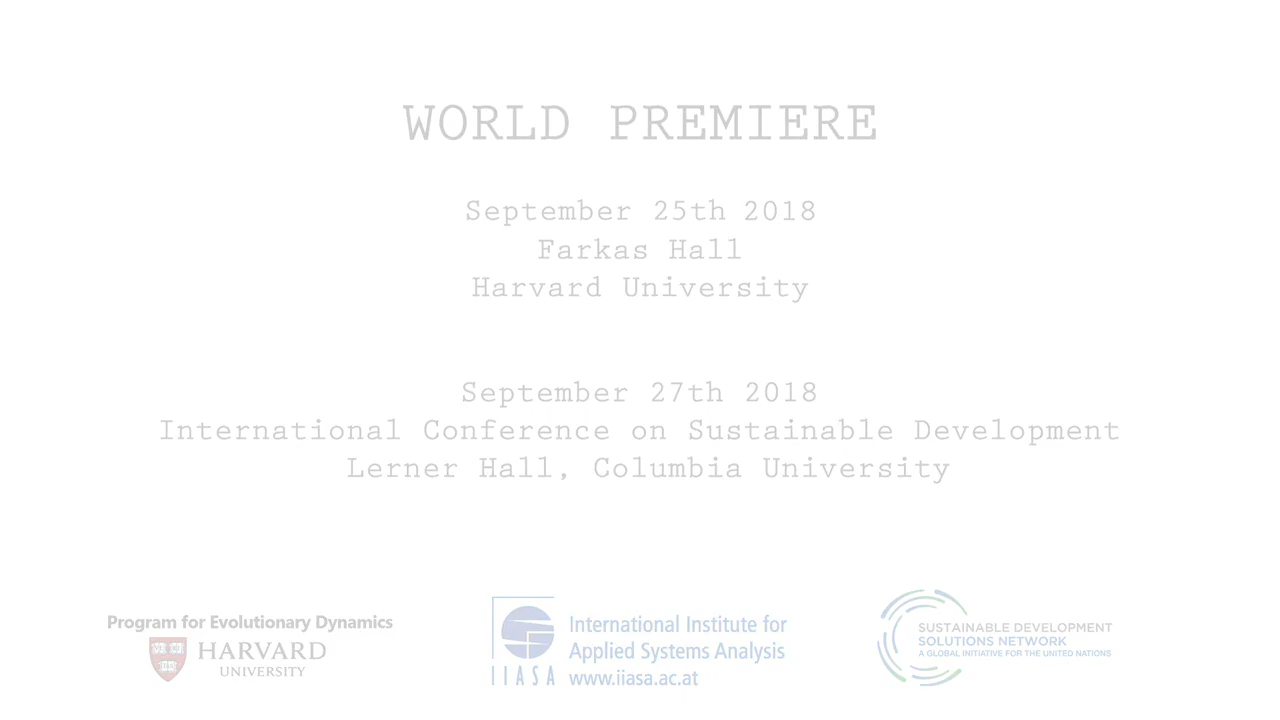 WORLD PREMIERE
September 25th 2018
Farkas Hall
Harvard University
September 27th 2018
International Conference on Sustainable Development
Lerner Hall, Columbia University
Program for Evolutionary Dynamics
HARVARD
UNIVERSITY
IIASA
International Institute for
Applied Systems Analysis
www.iiasa.ac.at
SUSTAINABLE DEVELOPMENT
SOLUTIONS NETWORK
A GLOBAL INITIATIVE FOR THE UNITED NATIONS